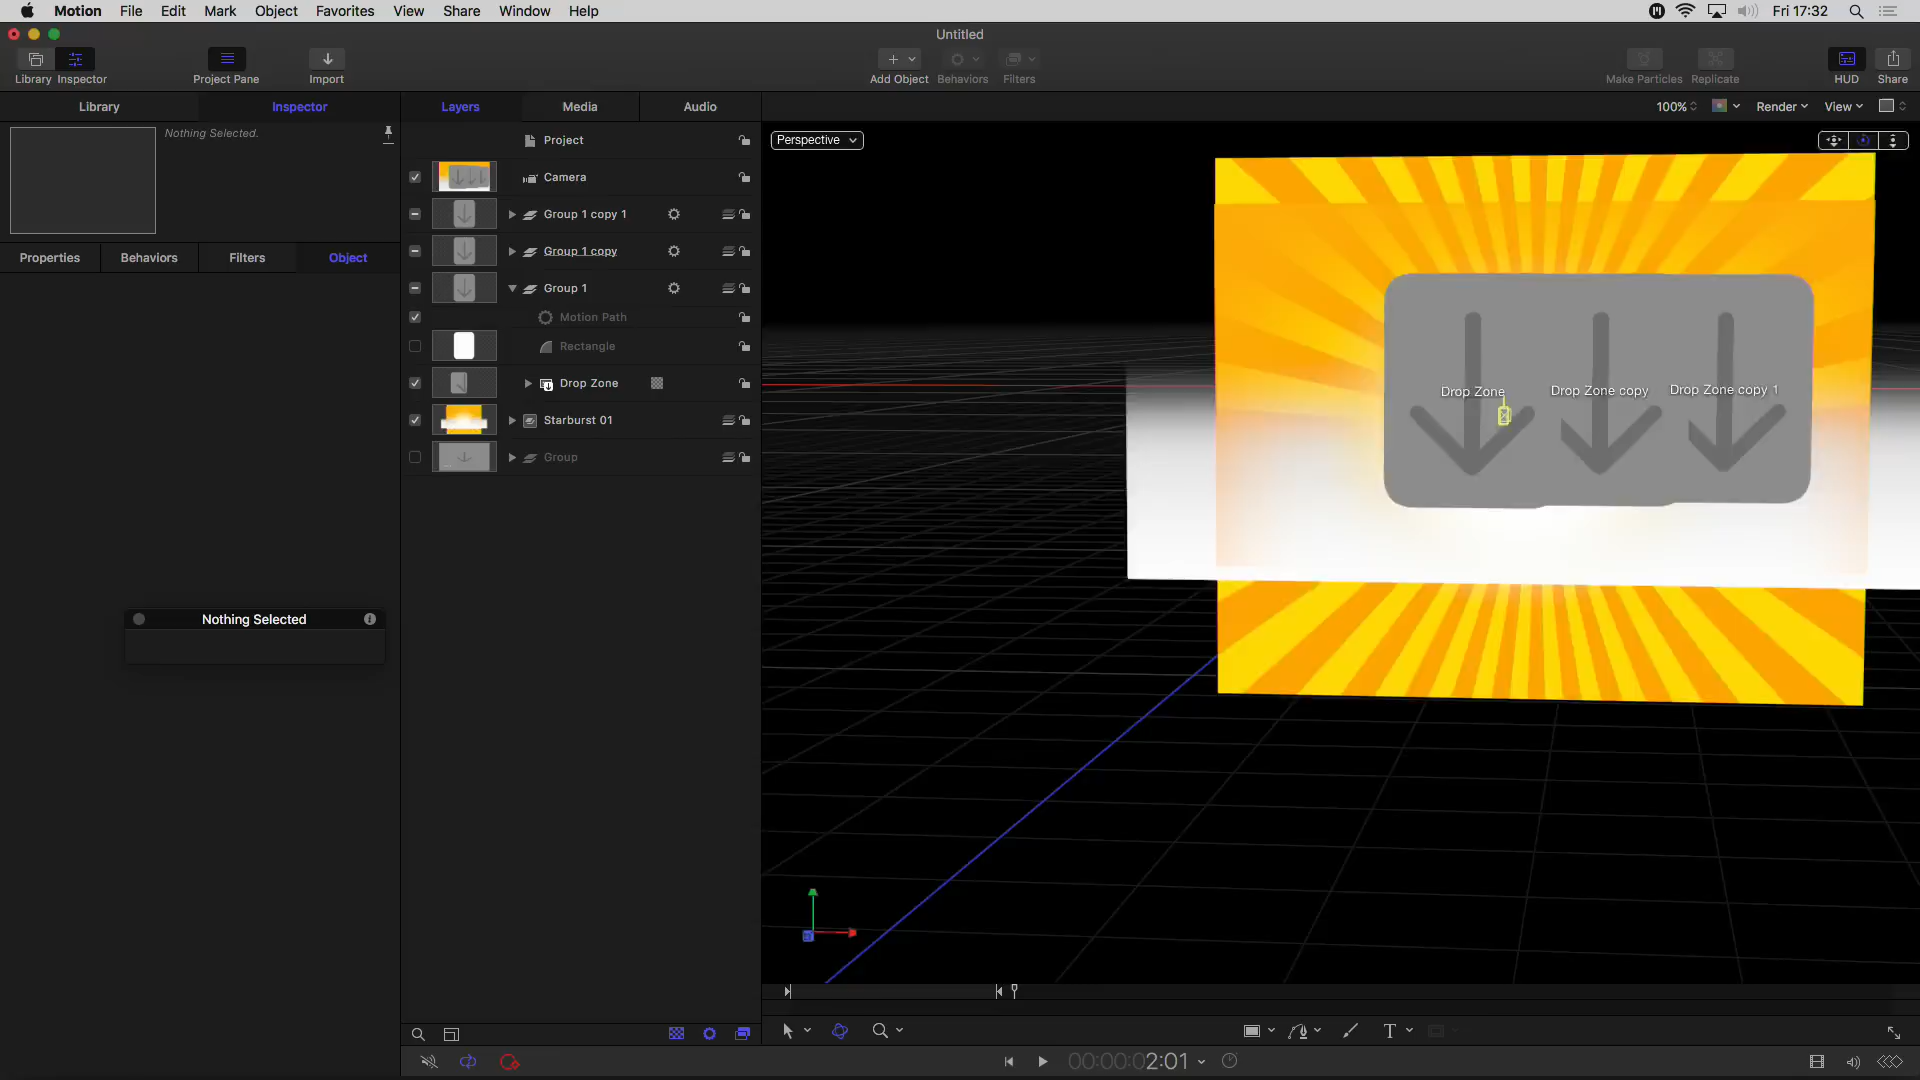 Motion File Edit Mark Object Favorites View Share Window Help
Fri 17:32
Untitled
Library Inspector
Project Pane
Import
Add Object
Behaviors
Filters
Make Particles
Replicate
HUD
Share
Library
Inspector
Layers
Media
Audio
100%
Render
View
Nothing Selected.
Project
Perspective
Camera
Group 1 copy 1
Properties
Behaviors
Filters
Object
Group 1 copy
Group 1
Motion Path
Rectangle
Drop Zone
Drop Zone
Drop Zone copy
Drop Zone copy 1
Starburst 01
Group
Nothing Selected
T
00:00:02:01